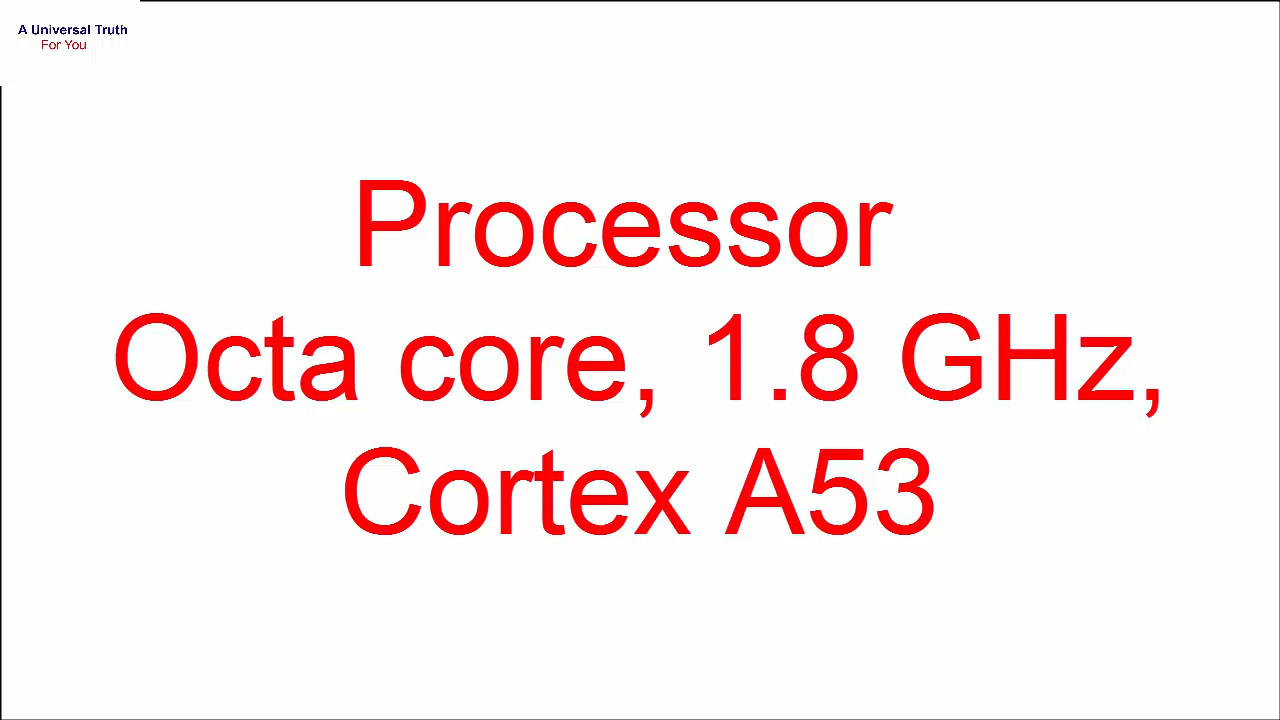 A Universal Truth
For You
Processor
Octa core, 1.8 GHz,
Cortex A53